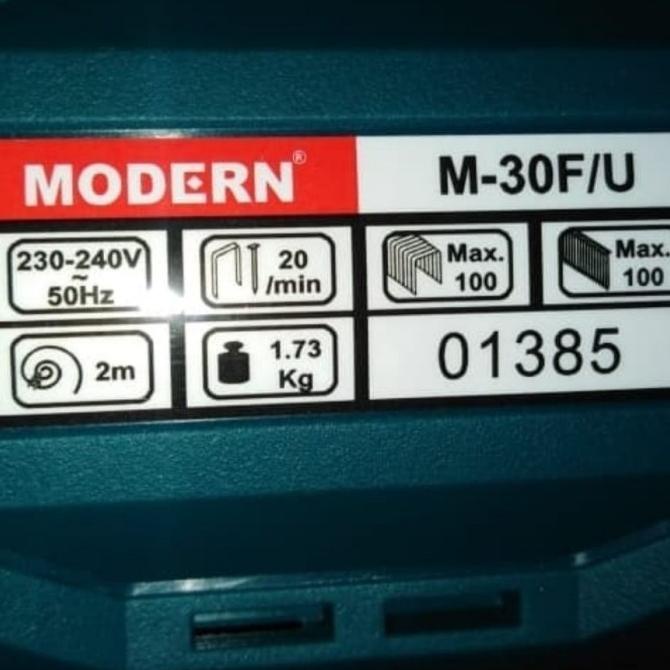 MODERN®
M-30F/U
230-240V
~
50Hz
20
/min
Max.
100
Max.
100
2m
1.73
Kg
01385